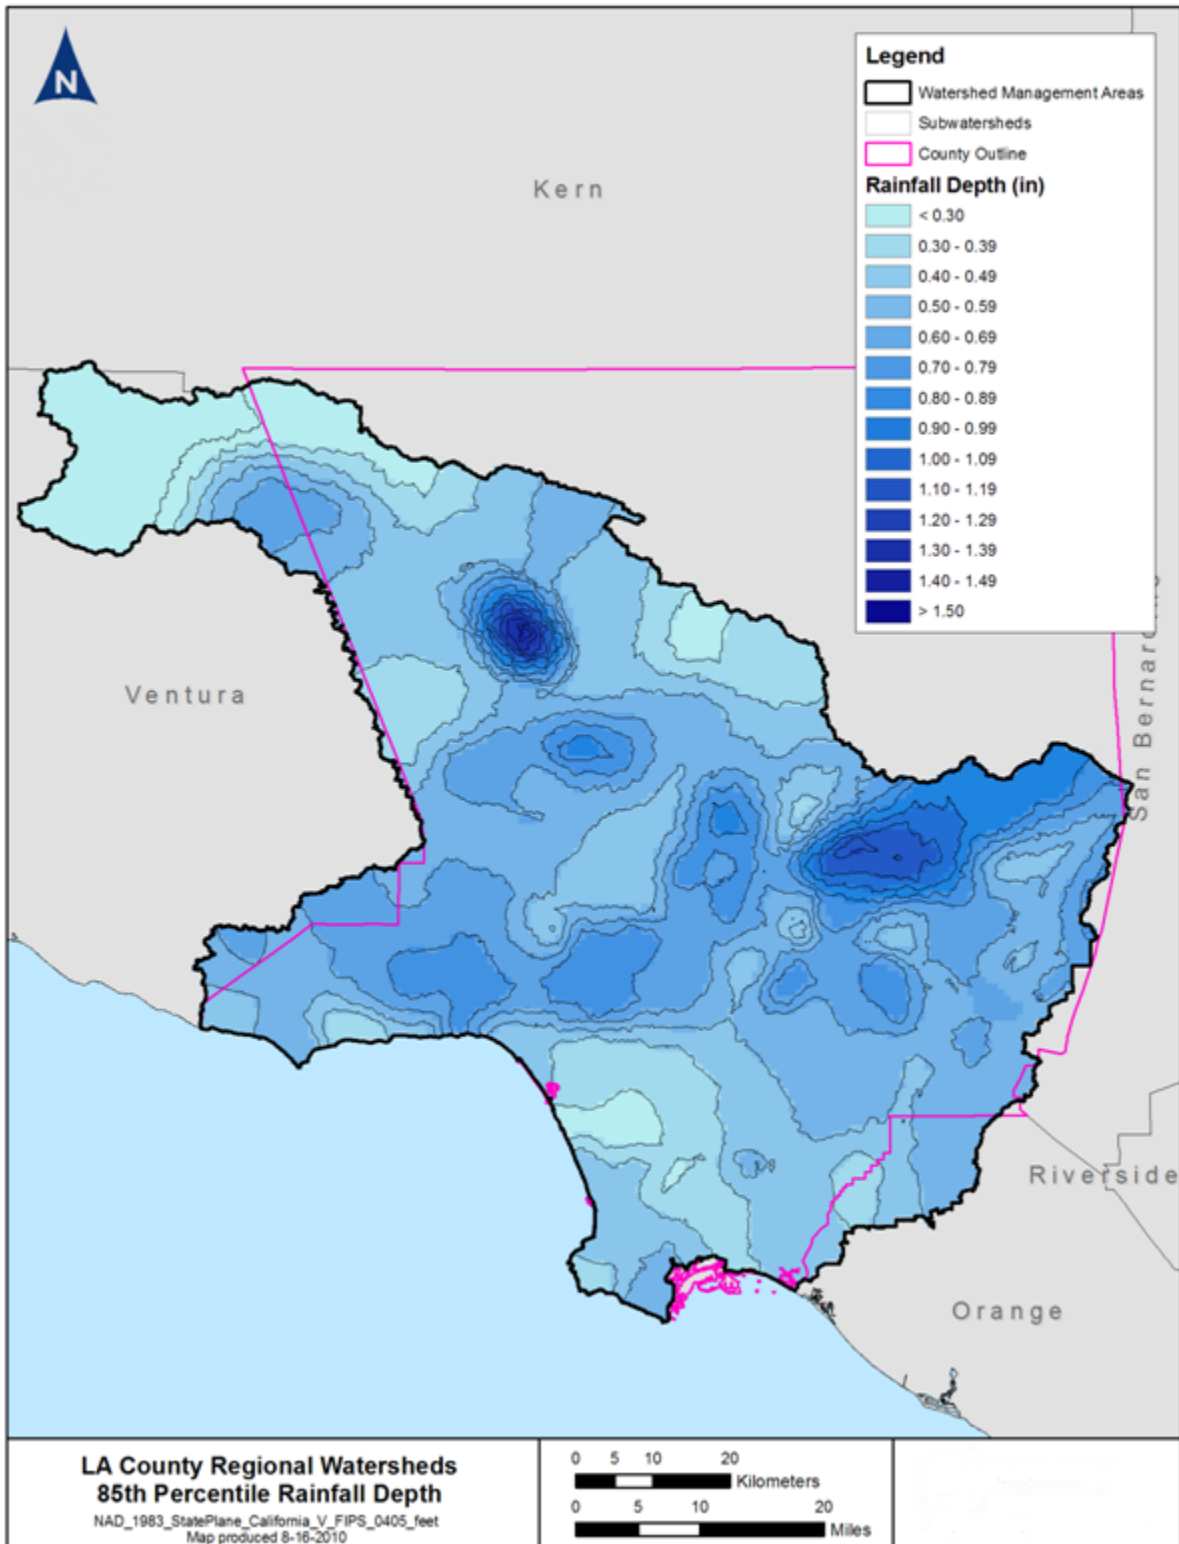 N
Legend
Watershed Management Areas
Subwatersheds
County Outline
Rainfall Depth (in)
< 0.30
0.30 - 0.39
0.40 - 0.49
0.50 - 0.59
0.60 - 0.69
0.70 - 0.79
0.80 - 0.89
0.90 - 0.99
1.00 - 1.09
1.10 - 1.19
1.20 - 1.29
1.30 - 1.39
1.40 - 1.49
> 1.50
Kern
Ventura
San
Riverside
Orange
LA County Regional Watersheds
85th Percentile Rainfall Depth
NAD_1983_StatePlane_California_V_FIPS_0405_feet
Map produced 8-16-2010
0 5 10 20
Kilometers
0 5 10 20
Miles